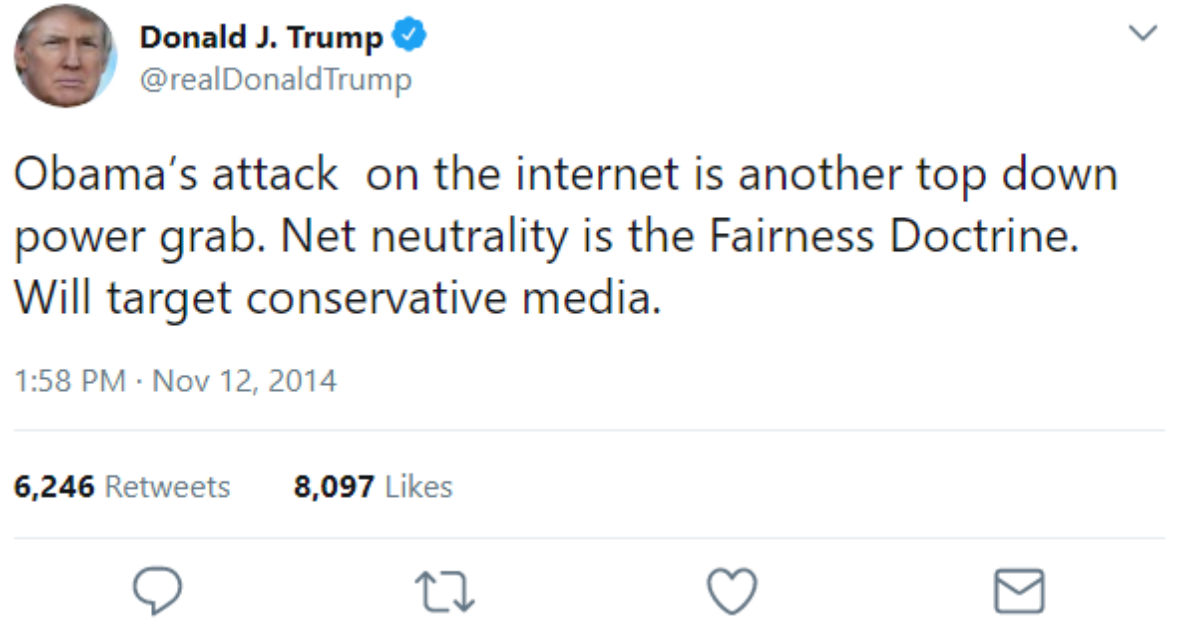 Donald J. Trump
@realDonaldTrump
Obama's attack  on the internet is another top down
power grab. Net neutrality is the Fairness Doctrine.
Will target conservative media.
1:58 PM · Nov 12, 2014
6,246 Retweets 8,097 Likes